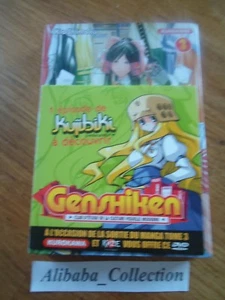 1 épisode de
Kujibiki
à découvrir
Genshiken
À L'OCCASION DE LA SORTIE DU MANGA TOME 3
KUROKAWA ET KAZE VOUS OFFRE CE DVD
Alibaba_Collection